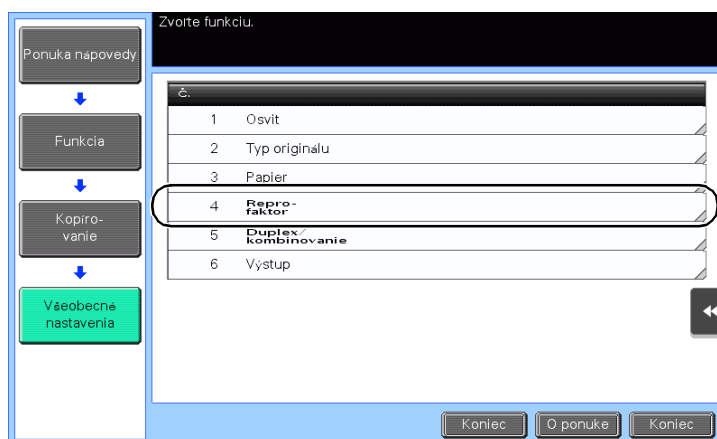 Zvoľte funkciu.
Ponuka nápovedy
Funkcia
Kopíro-
vanie
Všeobecné
nastavenia
č.
1 Osvit
2 Typ originálu
3 Papier
4 Repro-
faktor
5 Duplex/
kombinovanie
6 Výstup
Koniec O ponuke Koniec